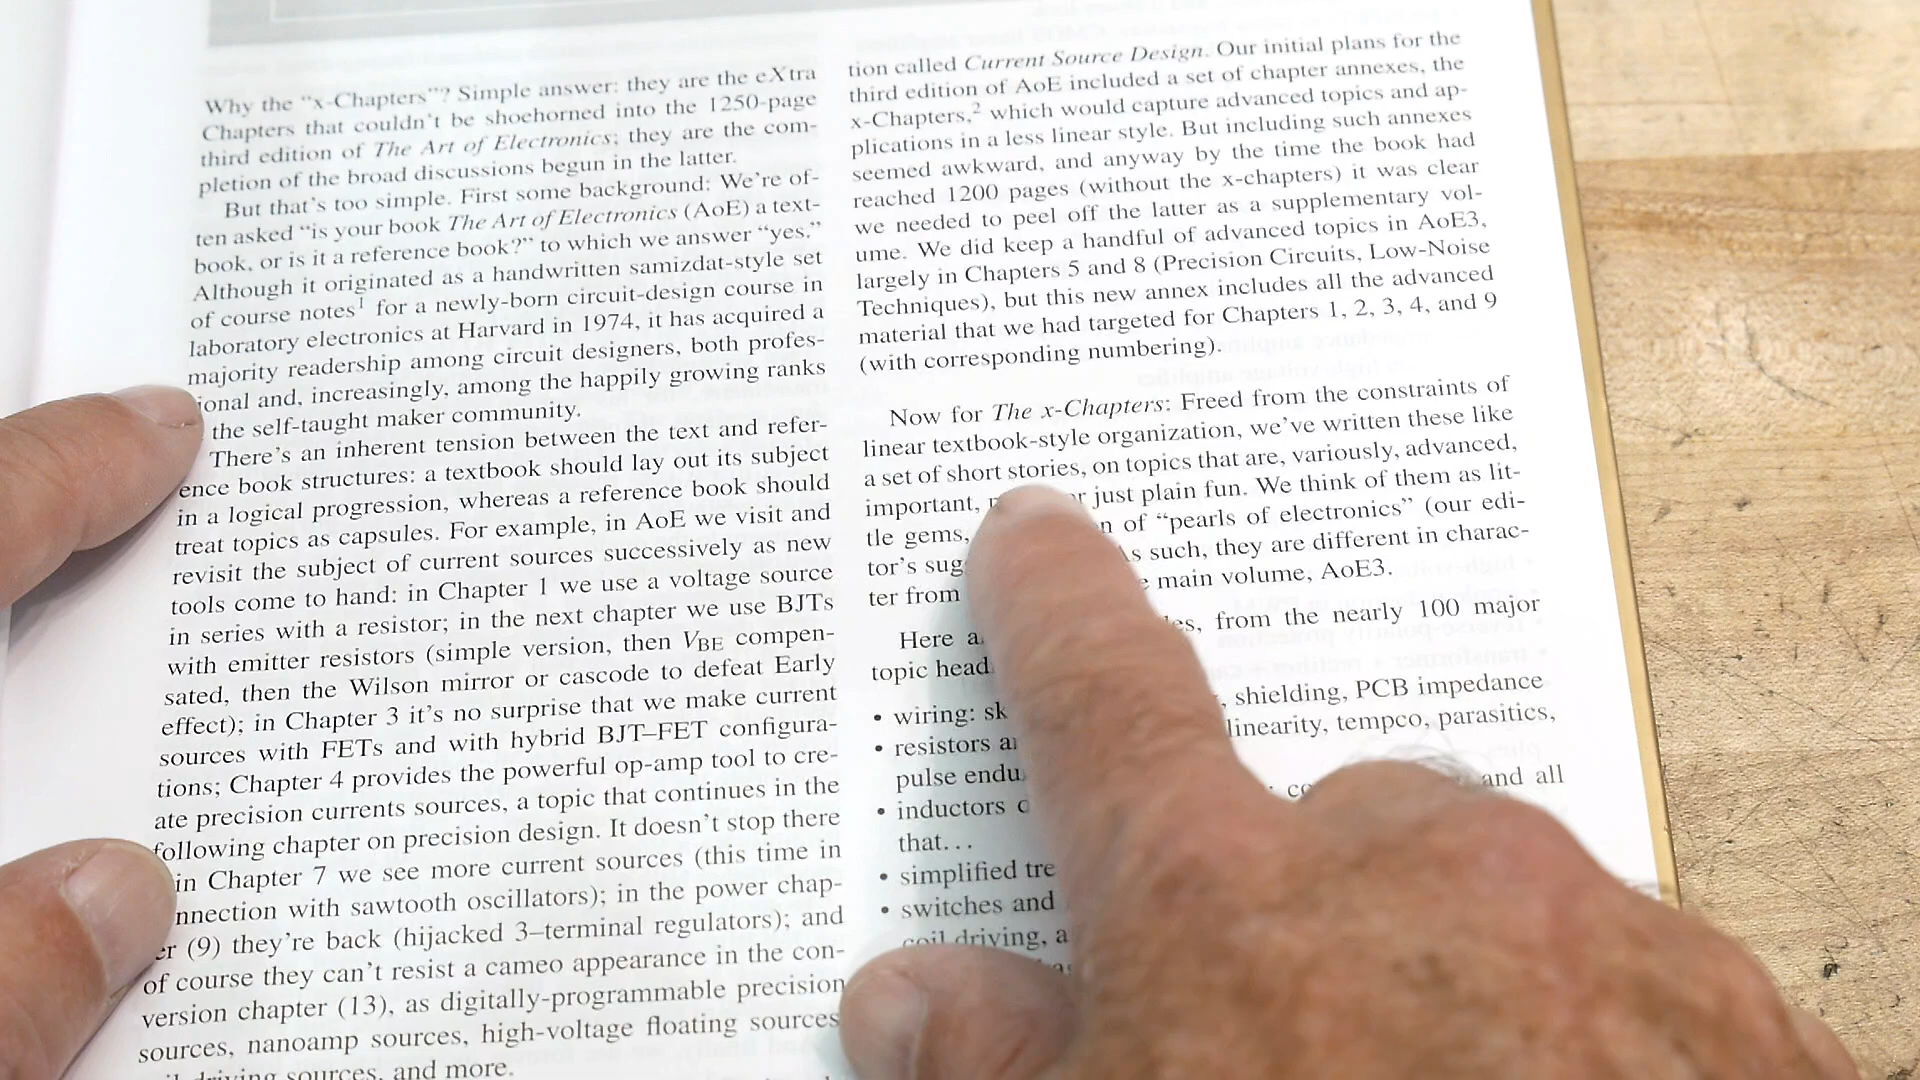 Why the "x-Chapters"? Simple answer: they are the eXtra
Chapters that couldn't be shoehorned into the 1250-page
third edition of The Art of Electronics; they are the com-
pletion of the broad discussions begun in the latter.
But that's too simple. First some background: We're of-
ten asked "is your book The Art of Electronics (AoE) a text-
book, or is it a reference book?" to which we answer "yes."
Although it originated as a handwritten samizdat-style set
of course notes1 for a newly-born circuit-design course in
laboratory electronics at Harvard in 1974, it has acquired a
majority readership among circuit designers, both profes-
ional and, increasingly, among the happily growing ranks
the self-taught maker community.
There's an inherent tension between the text and refer-
ence book structures: a textbook should lay out its subject
in a logical progression, whereas a reference book should
treat topics as capsules. For example, in AoE we visit and
revisit the subject of current sources successively as new
tools come to hand: in Chapter 1 we use a voltage source
in series with a resistor; in the next chapter we use BJTs
with emitter resistors (simple version, then VBE compen-
sated, then the Wilson mirror or cascode to defeat Early
effect); in Chapter 3 it's no surprise that we make current
sources with FETs and with hybrid BJT–FET configura-
tions; Chapter 4 provides the powerful op-amp tool to cre-
ate precision currents sources, a topic that continues in the
following chapter on precision design. It doesn't stop there
in Chapter 7 we see more current sources (this time in
nnection with sawtooth oscillators); in the power chap-
er (9) they're back (hijacked 3–terminal regulators); and
of course they can't resist a cameo appearance in the con-
version chapter (13), as digitally-programmable precision
sources, nanoamp sources, high-voltage floating sources
driving sources, and more.
tion called Current Source Design. Our initial plans for the
third edition of AoE included a set of chapter annexes, the
x-Chapters,2 which would capture advanced topics and ap-
plications in a less linear style. But including such annexes
seemed awkward, and anyway by the time the book had
reached 1200 pages (without the x-chapters) it was clear
we needed to peel off the latter as a supplementary vol-
ume. We did keep a handful of advanced topics in AoE3,
largely in Chapters 5 and 8 (Precision Circuits, Low-Noise
Techniques), but this new annex includes all the advanced
material that we had targeted for Chapters 1, 2, 3, 4, and 9
(with corresponding numbering).
Now for The x-Chapters: Freed from the constraints of
linear textbook-style organization, we've written these like
a set of short stories, on topics that are, variously, advanced,
important, just plain fun. We think of them as lit-
tle gems, of "pearls of electronics" (our edi-
tor's sug As such, they are different in charac-
ter from main volume, AoE3.
Here a es, from the nearly 100 major
topic head
• wiring: sk , shielding, PCB impedance
• resistors a linearity, tempco, parasitics,
pulse endu
• inductors and all
that...
• simplified tre
• switches and
coil driving, a